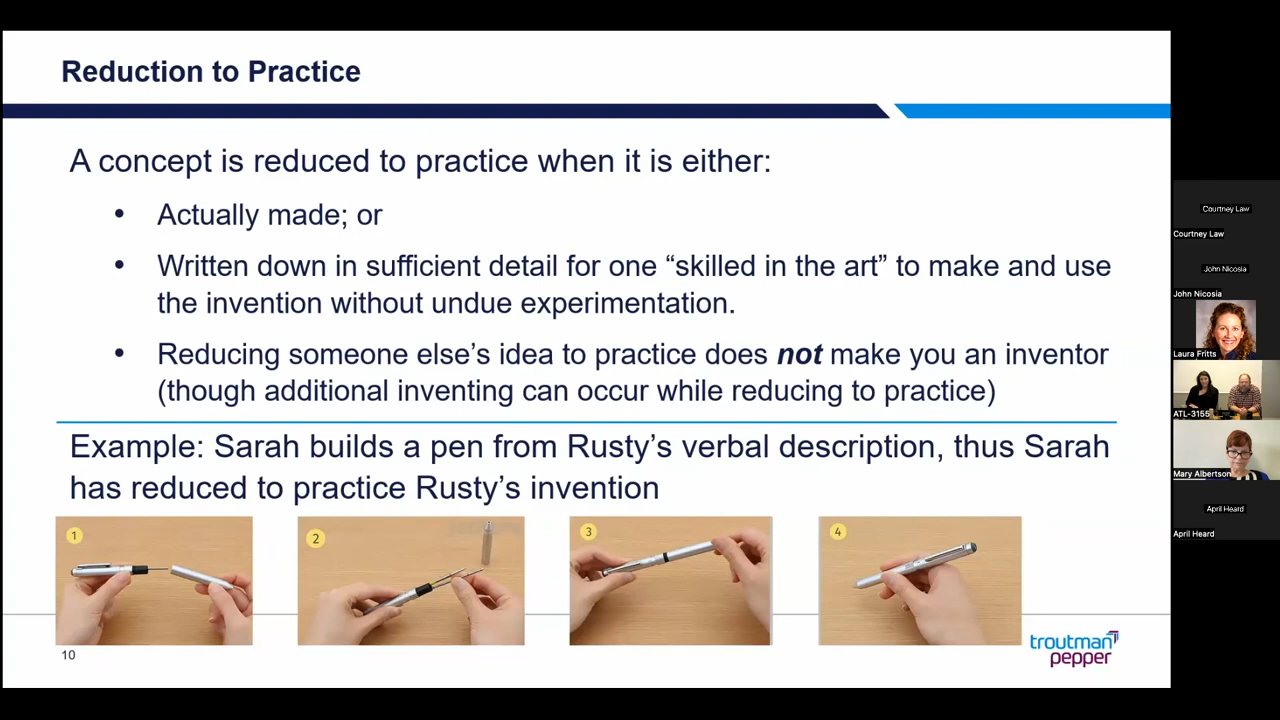 Reduction to Practice
A concept is reduced to practice when it is either:
• Actually made; or
• Written down in sufficient detail for one “skilled in the art” to make and use
the invention without undue experimentation.
• Reducing someone else’s idea to practice does not make you an inventor
(though additional inventing can occur while reducing to practice)
Example: Sarah builds a pen from Rusty’s verbal description, thus Sarah
has reduced to practice Rusty’s invention
1
2
3
4
troutman
pepper
10
Courtney Law
Courtney Law
John Nicosia
John Nicosia
Laura Fritts
ATL-3155
Mary Albertson
April Heard
April Heard